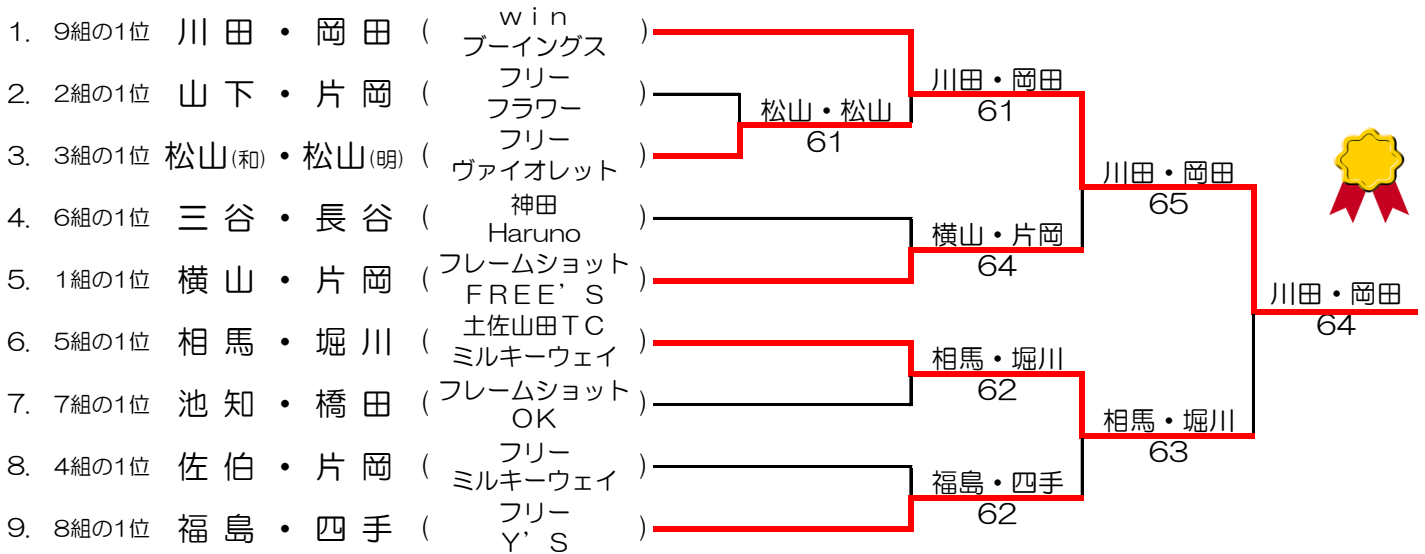 win
1. 9組の1位 川田・岡田 ( )
ブーイングス
フリー
2. 2組の1位 山下・片岡 ( )
フラワー
フリー
3. 3組の1位 松山(和)・松山(明) ( )
ヴァイオレット
神田
4. 6組の1位 三谷・長谷 ( )
Haruno
フレームショット
5. 1組の1位 横山・片岡 ( )
FREE'S
土佐山田TC
6. 5組の1位 相馬・堀川 ( )
ミルキーウェイ
フレームショット
7. 7組の1位 池知・橋田 ( )
OK
フリー
8. 4組の1位 佐伯・片岡 ( )
ミルキーウェイ
フリー
9. 8組の1位 福島・四手 ( )
Y'S
松山・松山
61
川田・岡田
61
横山・片岡
64
相馬・堀川
62
福島・四手
62
川田・岡田
65
相馬・堀川
63
川田・岡田
64